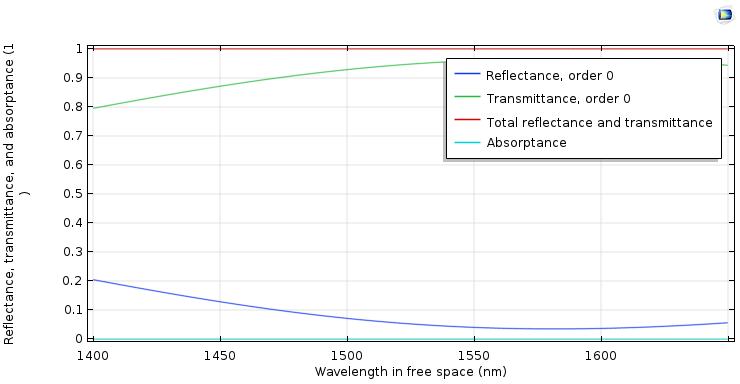 Reflectance, transmittance, and absorptance (1
)
1
0.9
0.8
0.7
0.6
0.5
0.4
0.3
0.2
0.1
0
Reflectance, order 0
Transmittance, order 0
Total reflectance and transmittance
Absorptance
1400 1450 1500 1550 1600
Wavelength in free space (nm)